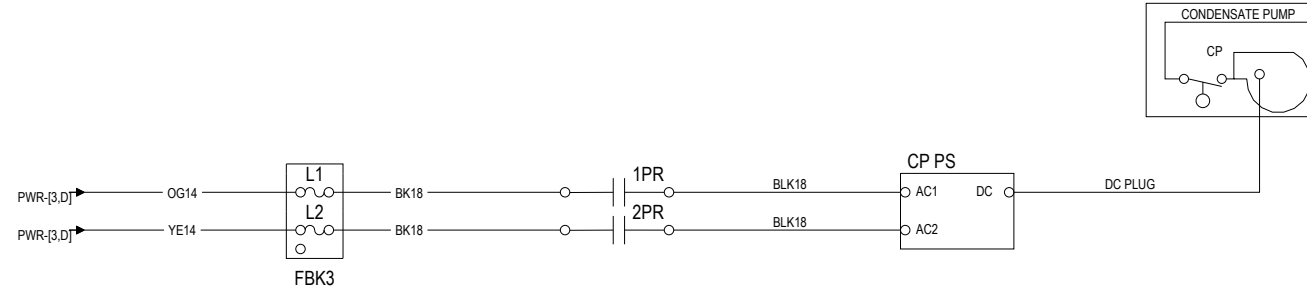 CONDENSATE PUMP
CP
L1
1PR
CP PS
PWR-[3,D]
OG14
BK18
BLK18
AC1
DC
DC PLUG
L2
2PR
PWR-[3,D]
YE14
BK18
BLK18
AC2
FBK3